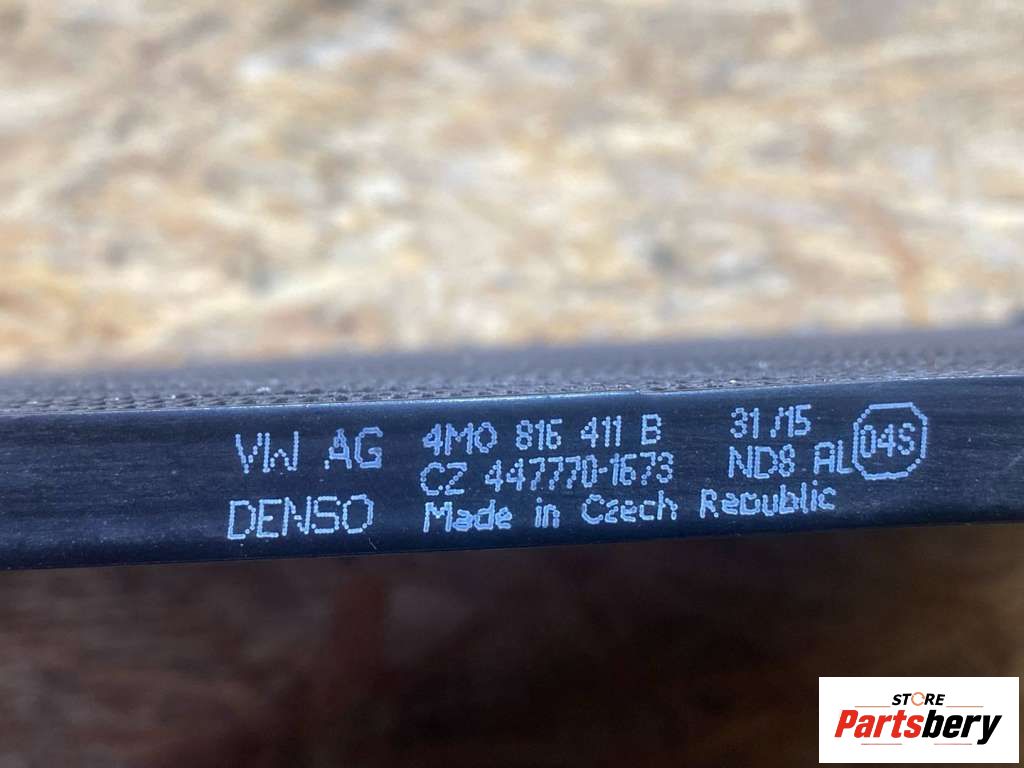 VW AG 4M0 816 411 B 31/15
CZ 447770-1673 ND8 AL 04S
DENSO Made in Czech Republic
STORE
Partsbery